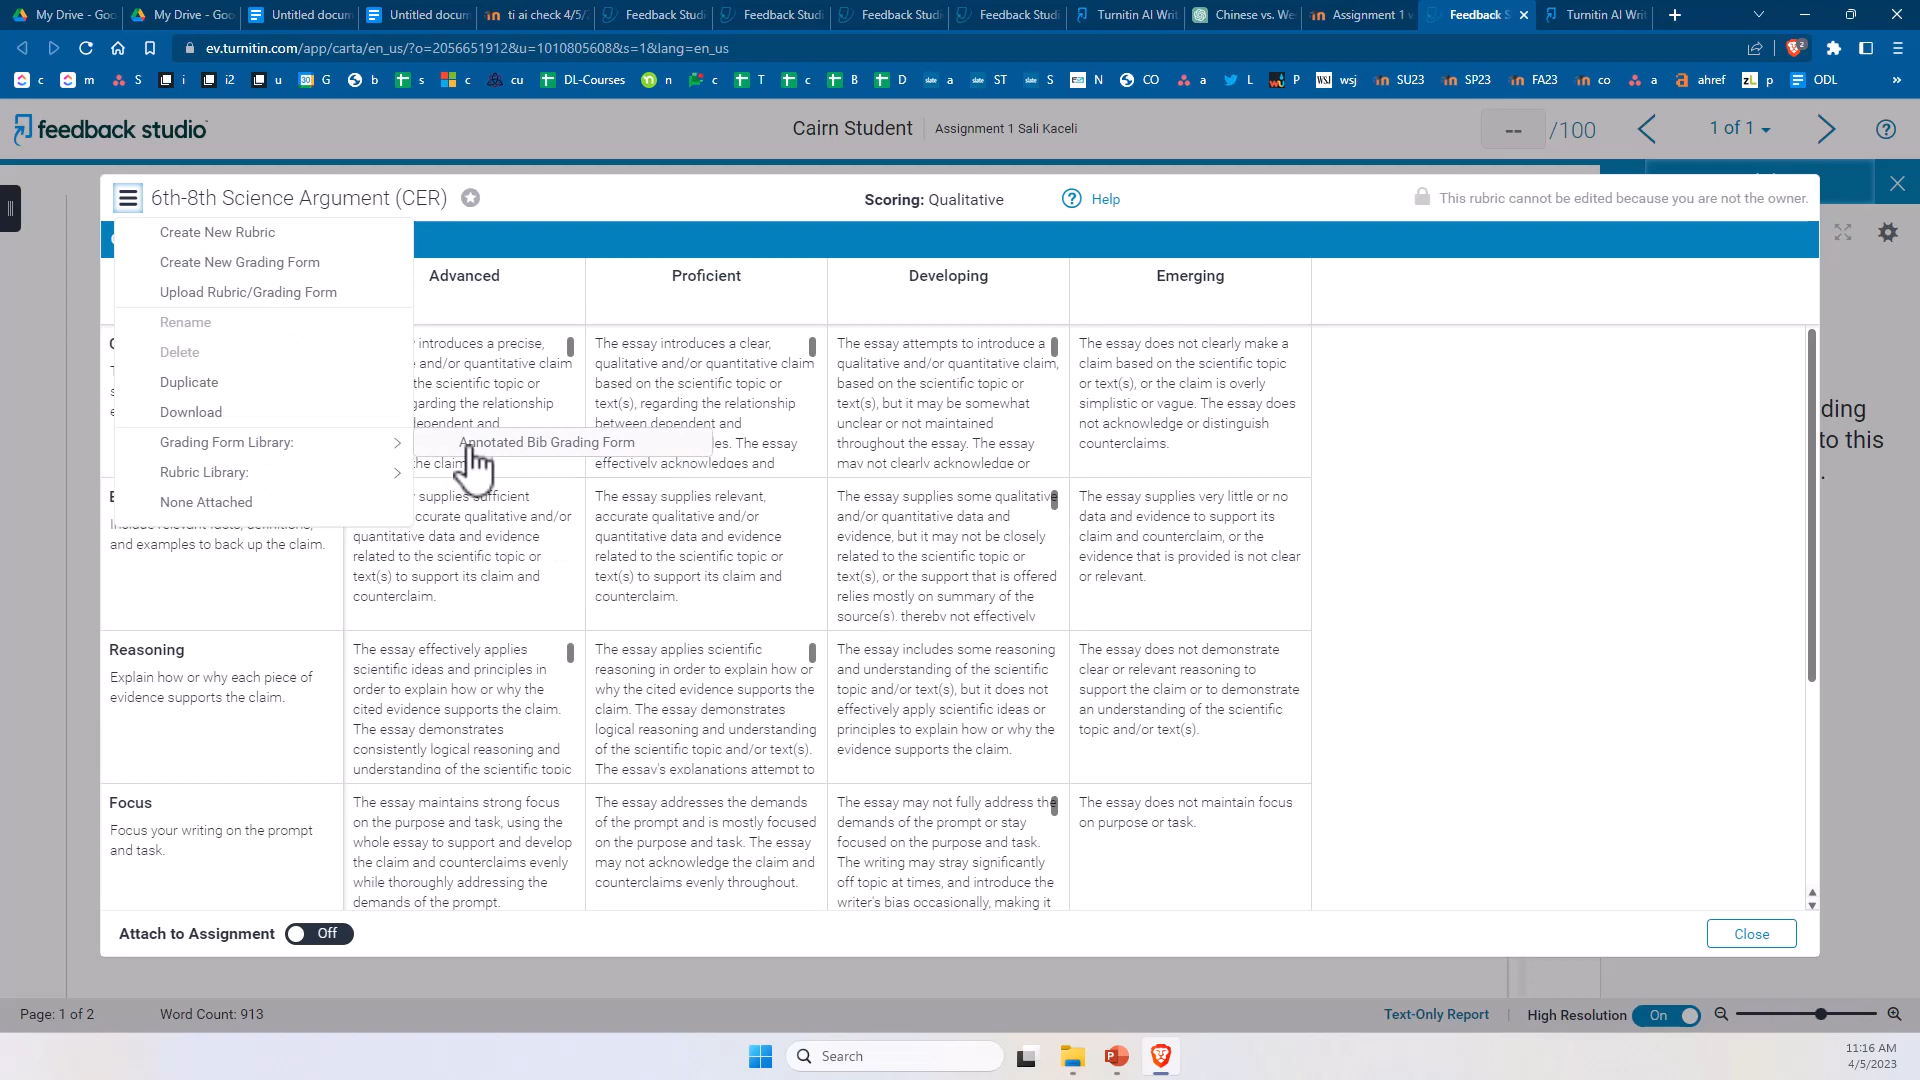 My Drive - Goo
My Drive - Goo
Untitled docum
Untitled docum
ti ai check 4/5/
Feedback Studi
Feedback Studi
Feedback Studi
Feedback Studi
Turnitin AI Writ
Chinese vs. We
Assignment 1
Feedback S
Turnitin AI Writ
ev.turnitin.com/app/carta/en_us/?o=2056651912&u=1010805608&s=1&lang=en_us
c m S i i2 u G b s c cu DL-Courses n c T c B D a ST S N CO a L P wsj SU23 SP23 FA23 co a ahref p ODL
feedback studio
Cairn Student
Assignment 1 Sali Kaceli
-- /100
1 of 1
6th-8th Science Argument (CER)
Scoring: Qualitative
Help
This rubric cannot be edited because you are not the owner.
Create New Rubric
Create New Grading Form
Upload Rubric/Grading Form
Rename
Delete
Duplicate
Download
Grading Form Library:
Annotated Bib Grading Form
Rubric Library:
None Attached
Advanced
Proficient
Developing
Emerging
introduces a precise,
and/or quantitative claim
the scientific topic or
garding the relationship
dependent and
the claim
The essay introduces a clear,
qualitative and/or quantitative claim
based on the scientific topic or
text(s), regarding the relationship
between dependent and
les. The essay
effectively acknowledges and
The essay attempts to introduce a
qualitative and/or quantitative claim,
based on the scientific topic or
text(s), but it may be somewhat
unclear or not maintained
throughout the essay. The essay
may not clearly acknowledge or
The essay does not clearly make a
claim based on the scientific topic
or text(s), or the claim is overly
simplistic or vague. The essay does
not acknowledge or distinguish
counterclaims.
Include relevant facts, definitions,
and examples to back up the claim.
supplies sufficient
ccurate qualitative and/or
quantitative data and evidence
related to the scientific topic or
text(s) to support its claim and
counterclaim.
The essay supplies relevant,
accurate qualitative and/or
quantitative data and evidence
related to the scientific topic or
text(s) to support its claim and
counterclaim.
The essay supplies some qualitative
and/or quantitative data and
evidence, but it may not be closely
related to the scientific topic or
text(s), or the support that is offered
relies mostly on summary of the
source(s), thereby not effectively
The essay supplies very little or no
data and evidence to support its
claim and counterclaim, or the
evidence that is provided is not clear
or relevant.
Reasoning
Explain how or why each piece of
evidence supports the claim.
The essay effectively applies
scientific ideas and principles in
order to explain how or why the
cited evidence supports the claim.
The essay demonstrates
consistently logical reasoning and
understanding of the scientific topic
The essay applies scientific
reasoning in order to explain how or
why the cited evidence supports the
claim. The essay demonstrates
logical reasoning and understanding
of the scientific topic and/or text(s).
The essay's explanations attempt to
The essay includes some reasoning
and understanding of the scientific
topic and/or text(s), but it does not
effectively apply scientific ideas or
principles to explain how or why the
evidence supports the claim.
The essay does not demonstrate
clear or relevant reasoning to
support the claim or to demonstrate
an understanding of the scientific
topic and/or text(s).
Focus
Focus your writing on the prompt
and task.
The essay maintains strong focus
on the purpose and task, using the
whole essay to support and develop
the claim and counterclaims evenly
while thoroughly addressing the
demands of the prompt.
The essay addresses the demands
of the prompt and is mostly focused
on the purpose and task. The essay
may not acknowledge the claim and
counterclaims evenly throughout.
The essay may not fully address the
demands of the prompt or stay
focused on the purpose and task.
The writing may stray significantly
off topic at times, and introduce the
writer's bias occasionally, making it
The essay does not maintain focus
on purpose or task.
ding
to this
Attach to Assignment
Off
Close
Page: 1 of 2
Word Count: 913
Text-Only Report
High Resolution
On
Search
11:16 AM
4/5/2023